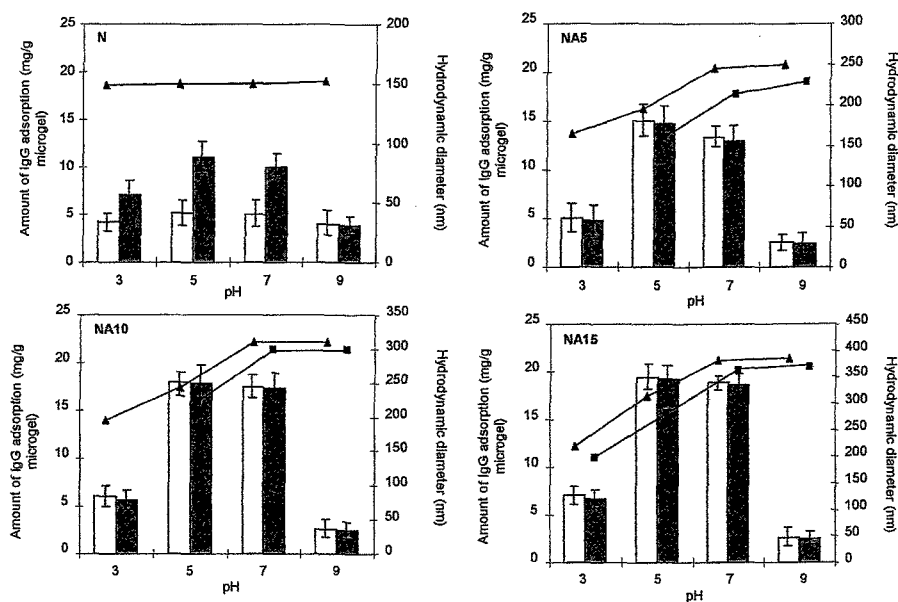 N
25
20
15
10
5
0
200
150
100
50
0
3 5 7 9
pH
Amount of IgG adsorption (mg/g
microgel)
Hydrodynamic diameter (nm)
NA5
25
20
15
10
5
0
300
250
200
150
100
50
0
3 5 7 9
pH
Amount of IgG adsorption (mg/g
microgel)
Hydrodynamic diameter (nm)
NA10
25
20
15
10
5
0
350
300
250
200
150
100
50
0
3 5 7 9
pH
Amount of IgG adsorption (mg/g
microgel)
Hydrodynamic diameter (nm)
NA15
25
20
15
10
5
0
450
400
350
300
250
200
150
100
50
0
3 5 7 9
pH
Amount of IgG adsorption (mg/g
microgel)
Hydrodynamic diameter (nm)